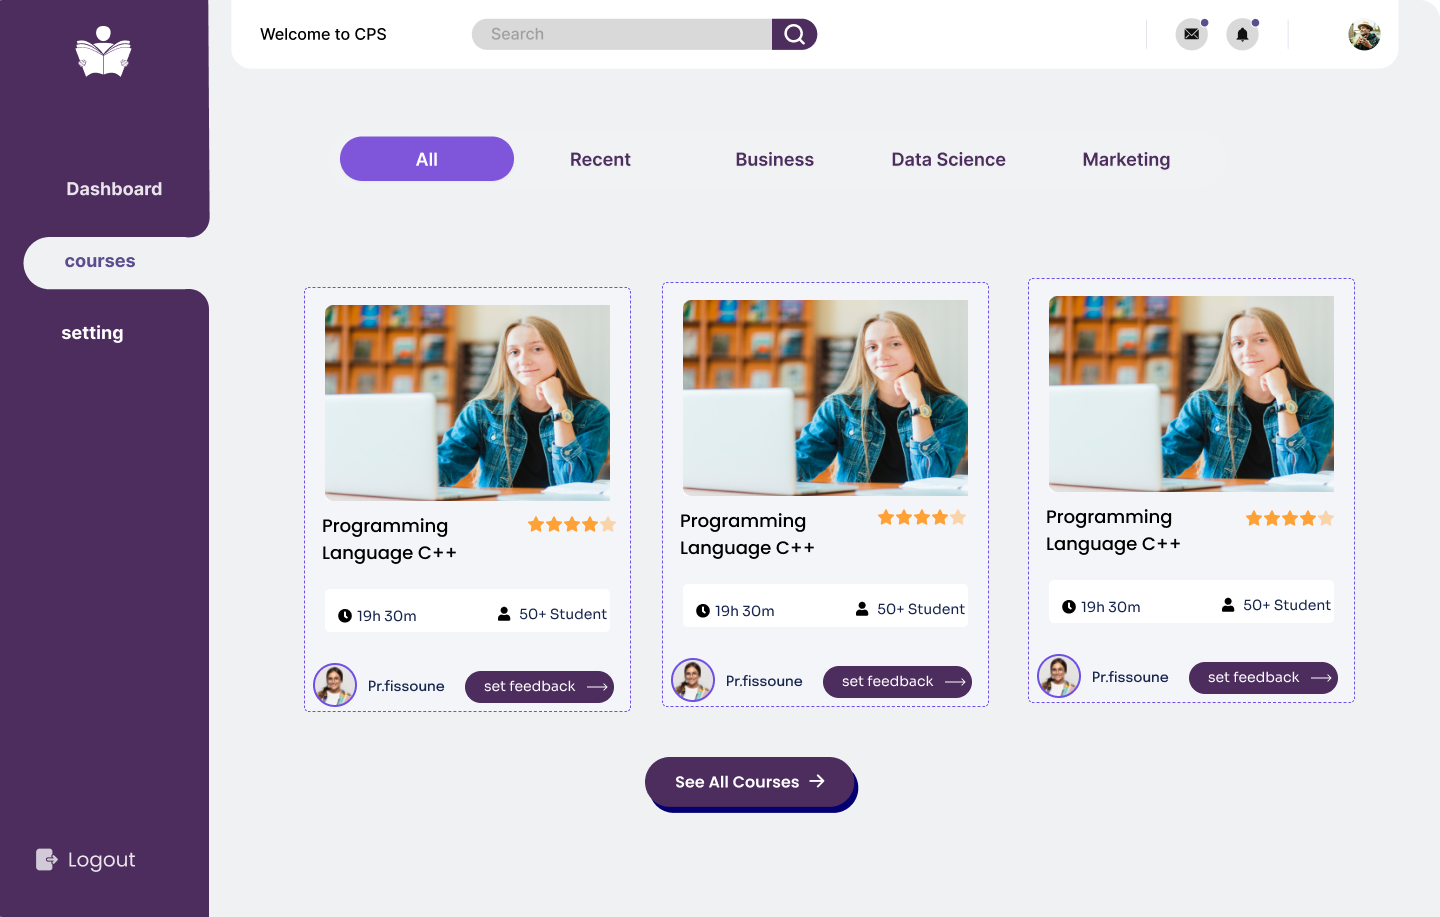 Welcome to CPS
Search
Dashboard
courses
setting
Logout
All
Recent
Business
Data Science
Marketing
Programming
Language C++
19h 30m
50+ Student
Pr.fissoune
set feedback
Programming
Language C++
19h 30m
50+ Student
Pr.fissoune
set feedback
Programming
Language C++
19h 30m
50+ Student
Pr.fissoune
set feedback
See All Courses